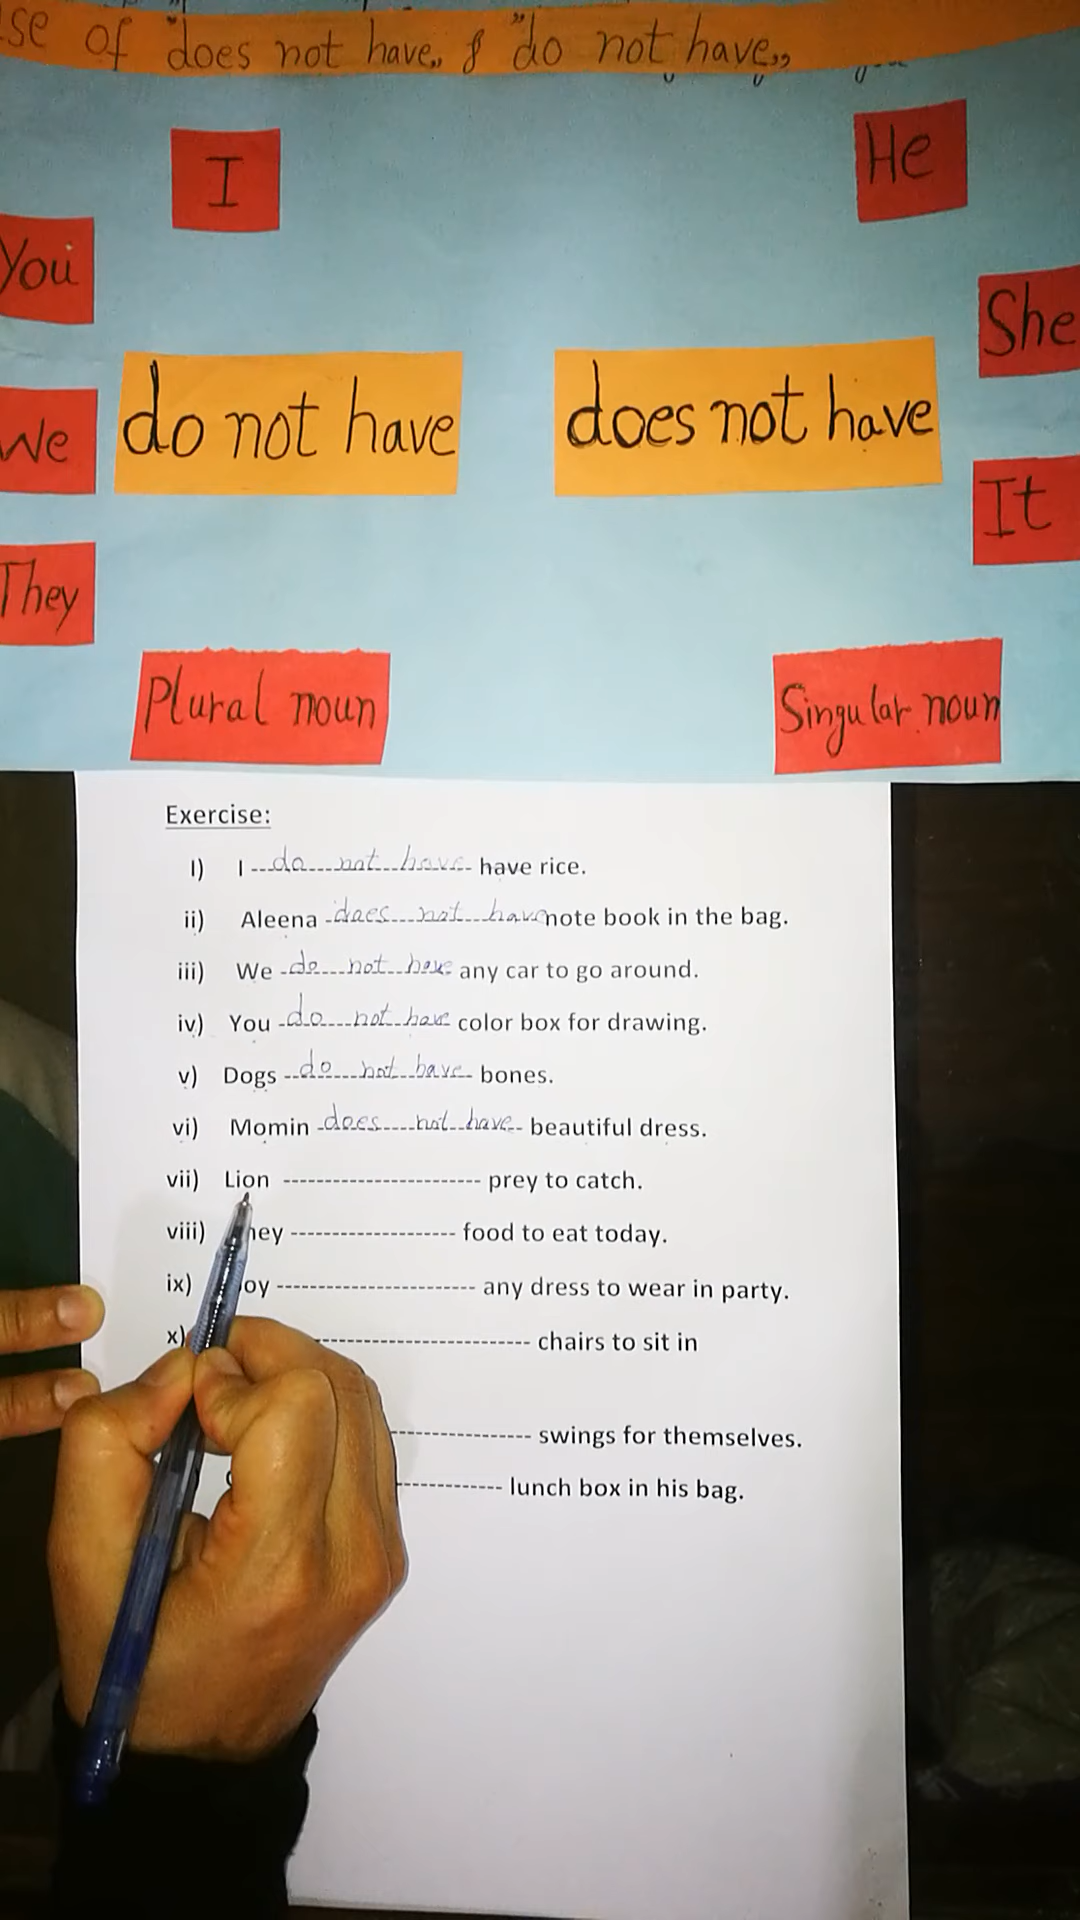 se of "does not have„ & "do not have„
I
He
You
She
do not have
does not have
We
It
They
Plural noun
Singular noun
Exercise:
I) I do not have have rice.
ii) Aleena does not have note book in the bag.
iii) We do not have any car to go around.
iv) You do not have color box for drawing.
v) Dogs do not have bones.
vi) Momin does not have beautiful dress.
vii) Lion ------------------------ prey to catch.
viii) hey -------------------- food to eat today.
ix) oy ------------------------ any dress to wear in party.
x) -------------------------- chairs to sit in
----------------- swings for themselves.
------------- lunch box in his bag.